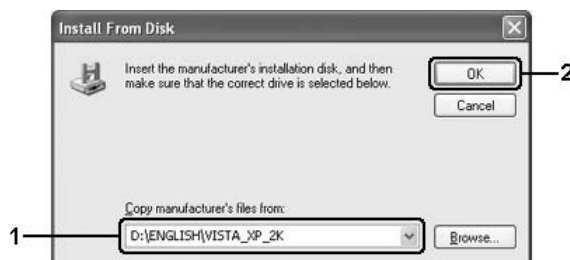 Install From Disk
Insert the manufacturer's installation disk, and then
make sure that the correct drive is selected below.
OK
2
Cancel
Copy manufacturer's files from:
1
D:\ENGLISH\VISTA_XP_2K
Browse...